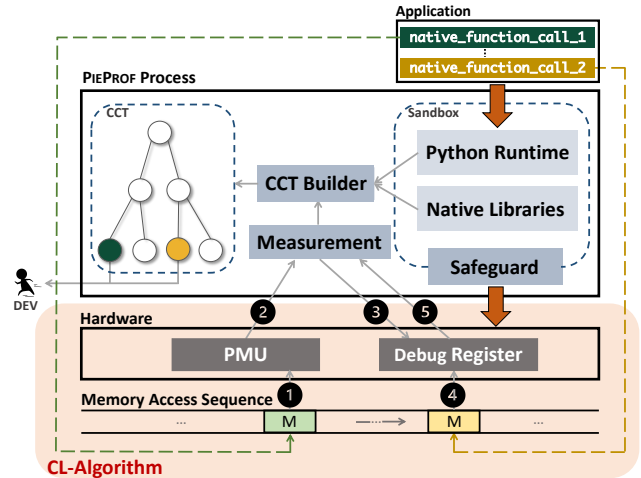 Application
native_function_call_1
native_function_call_2
PIEPROF Process
CCT
Sandbox
Python Runtime
CCT Builder
Native Libraries
Measurement
Safeguard
DEV
2
3
5
Hardware
PMU
Debug Register
1
4
Memory Access Sequence
... M ... M ...
CL-Algorithm